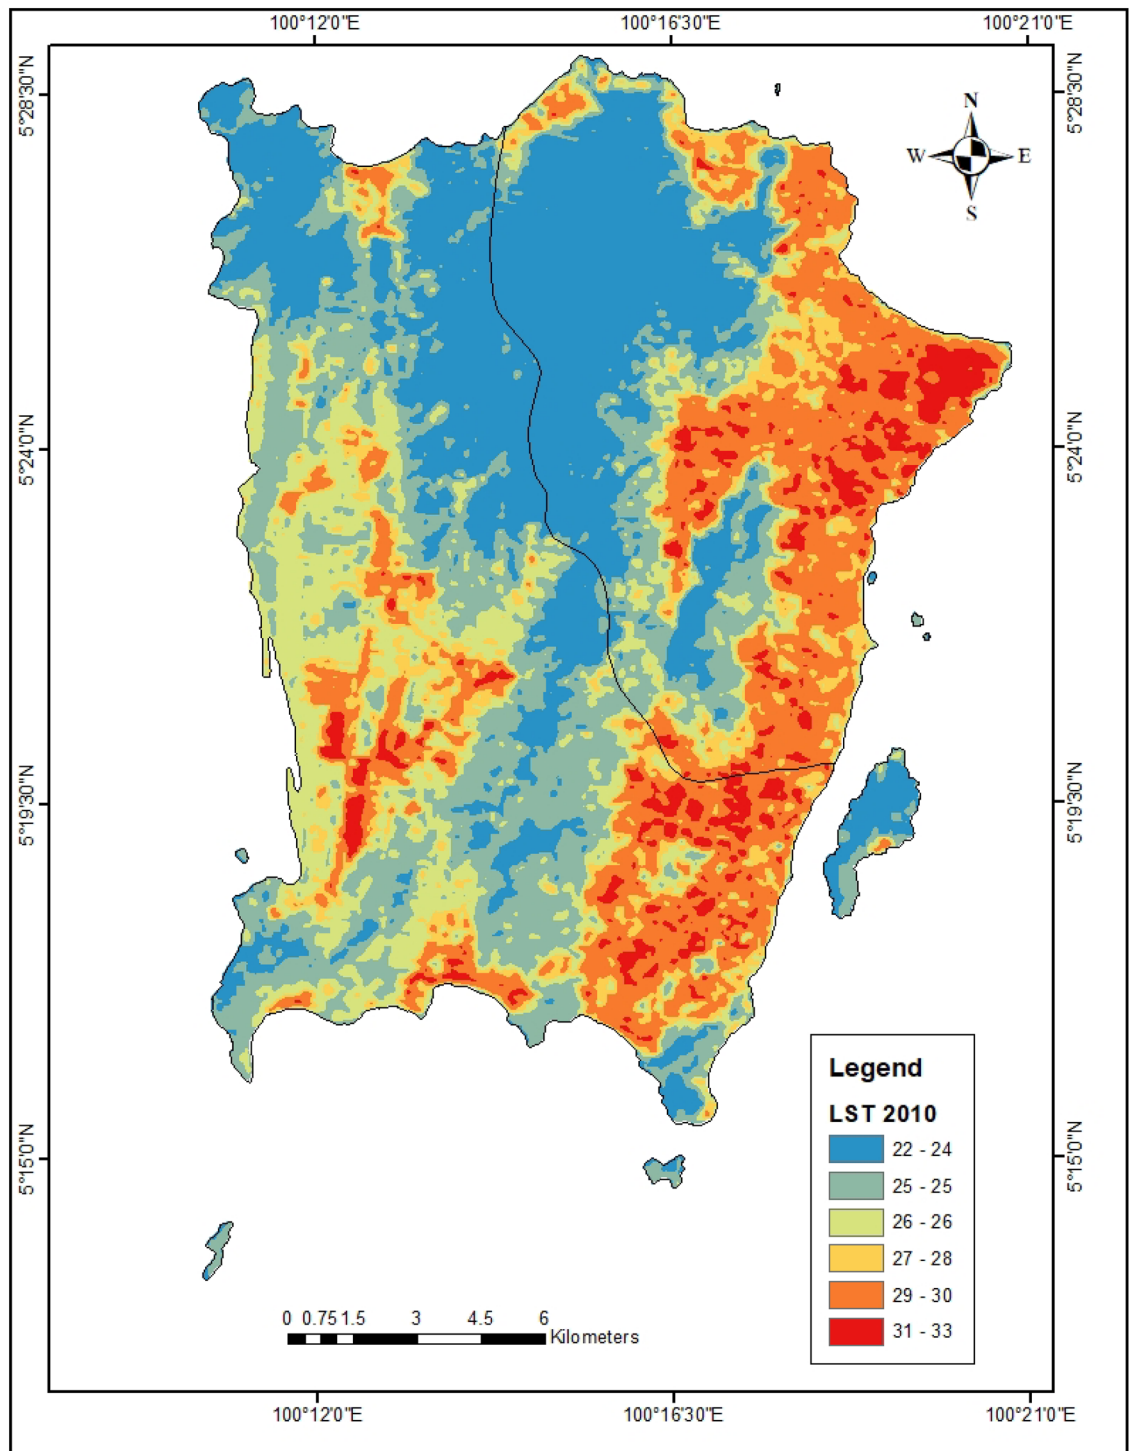 100°12'0"E 100°16'30"E 100°21'0"E
5°28'30"N
5°28'30"N
N
W E
S
5°24'0"N
5°24'0"N
5°19'30"N
5°19'30"N
Legend
LST 2010
22 - 24
25 - 25
26 - 26
27 - 28
29 - 30
31 - 33
5°15'0"N
5°15'0"N
0 0.75 1.5 3 4.5 6
Kilometers
100°12'0"E 100°16'30"E 100°21'0"E